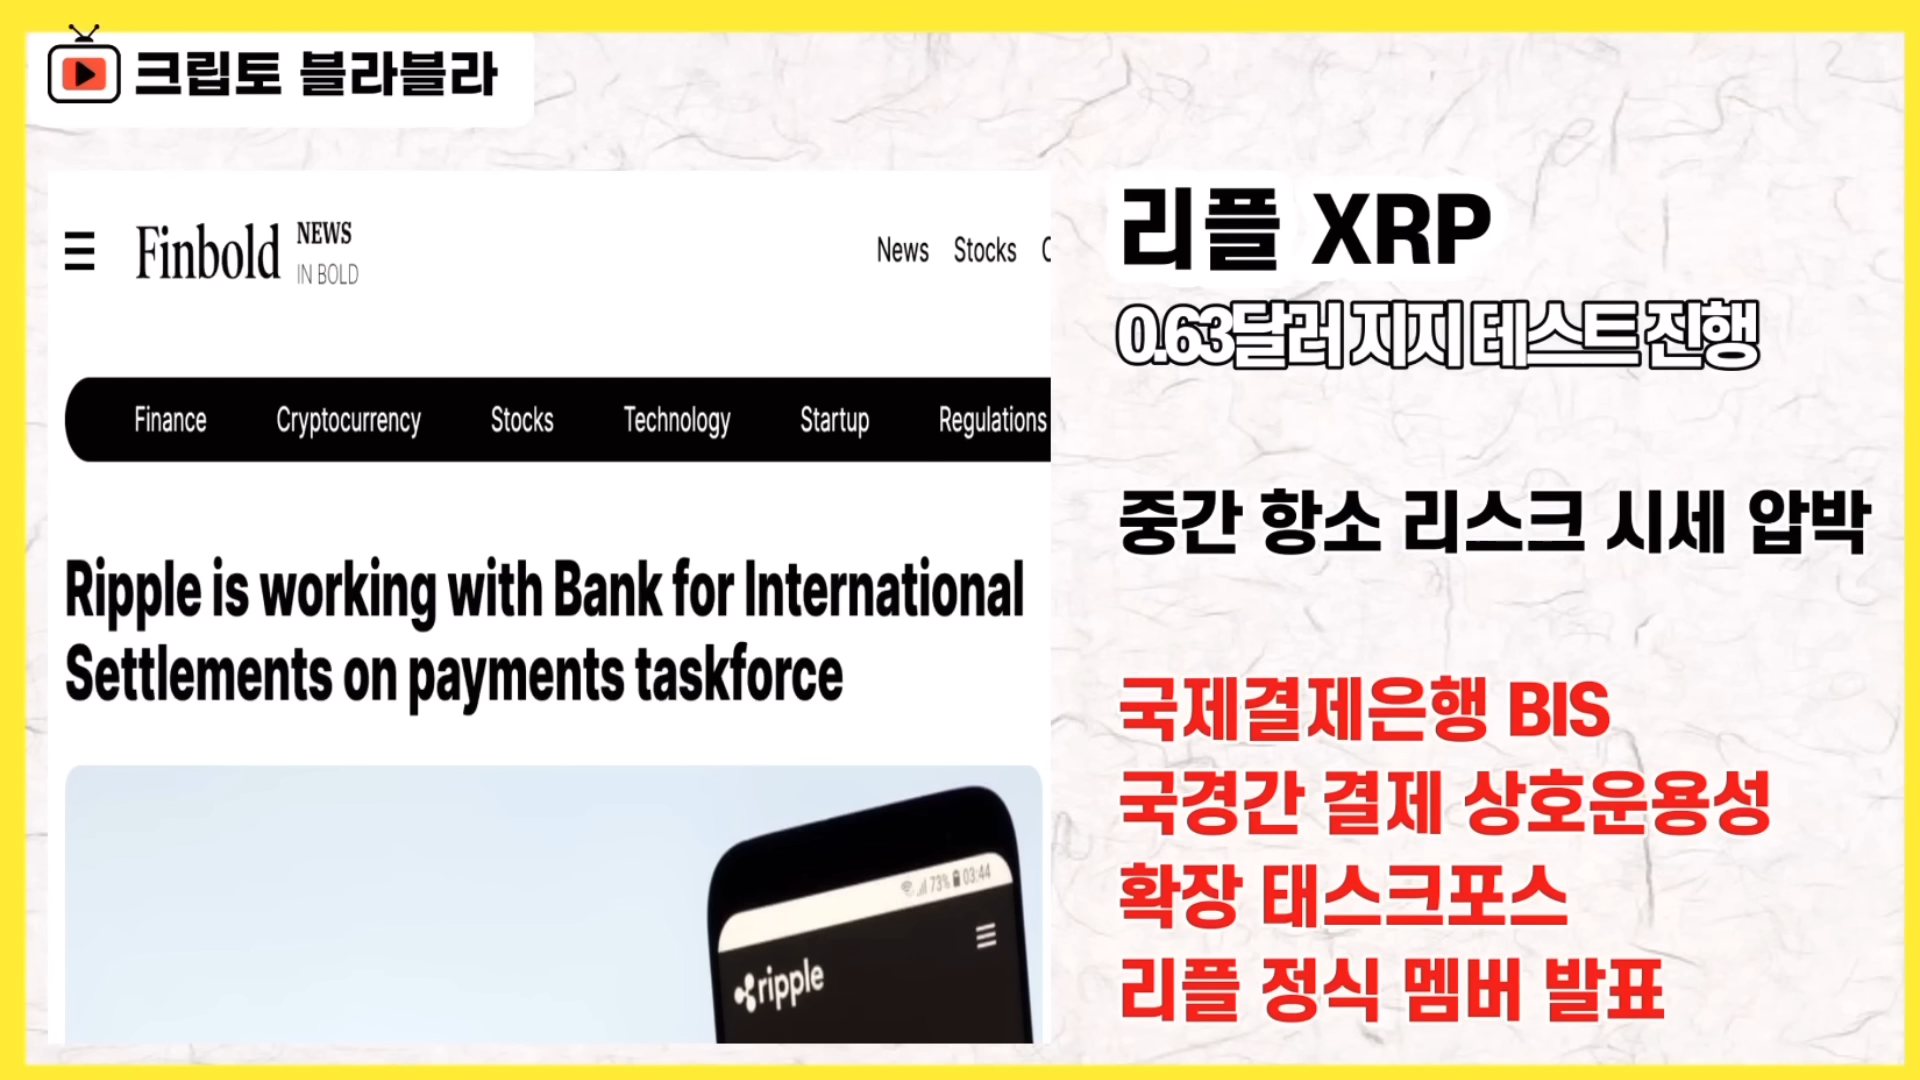 크립토 블라블라
Finbold NEWS IN BOLD
News Stocks
Finance Cryptocurrency Stocks Technology Startup Regulations
Ripple is working with Bank for International
Settlements on payments taskforce
73% 03:44
ripple
리플 XRP
0.63달러 지지 테스트 진행
중간 항소 리스크 시세 압박
국제결제은행 BIS
국경간 결제 상호운용성
확장 태스크포스
리플 정식 멤버 발표